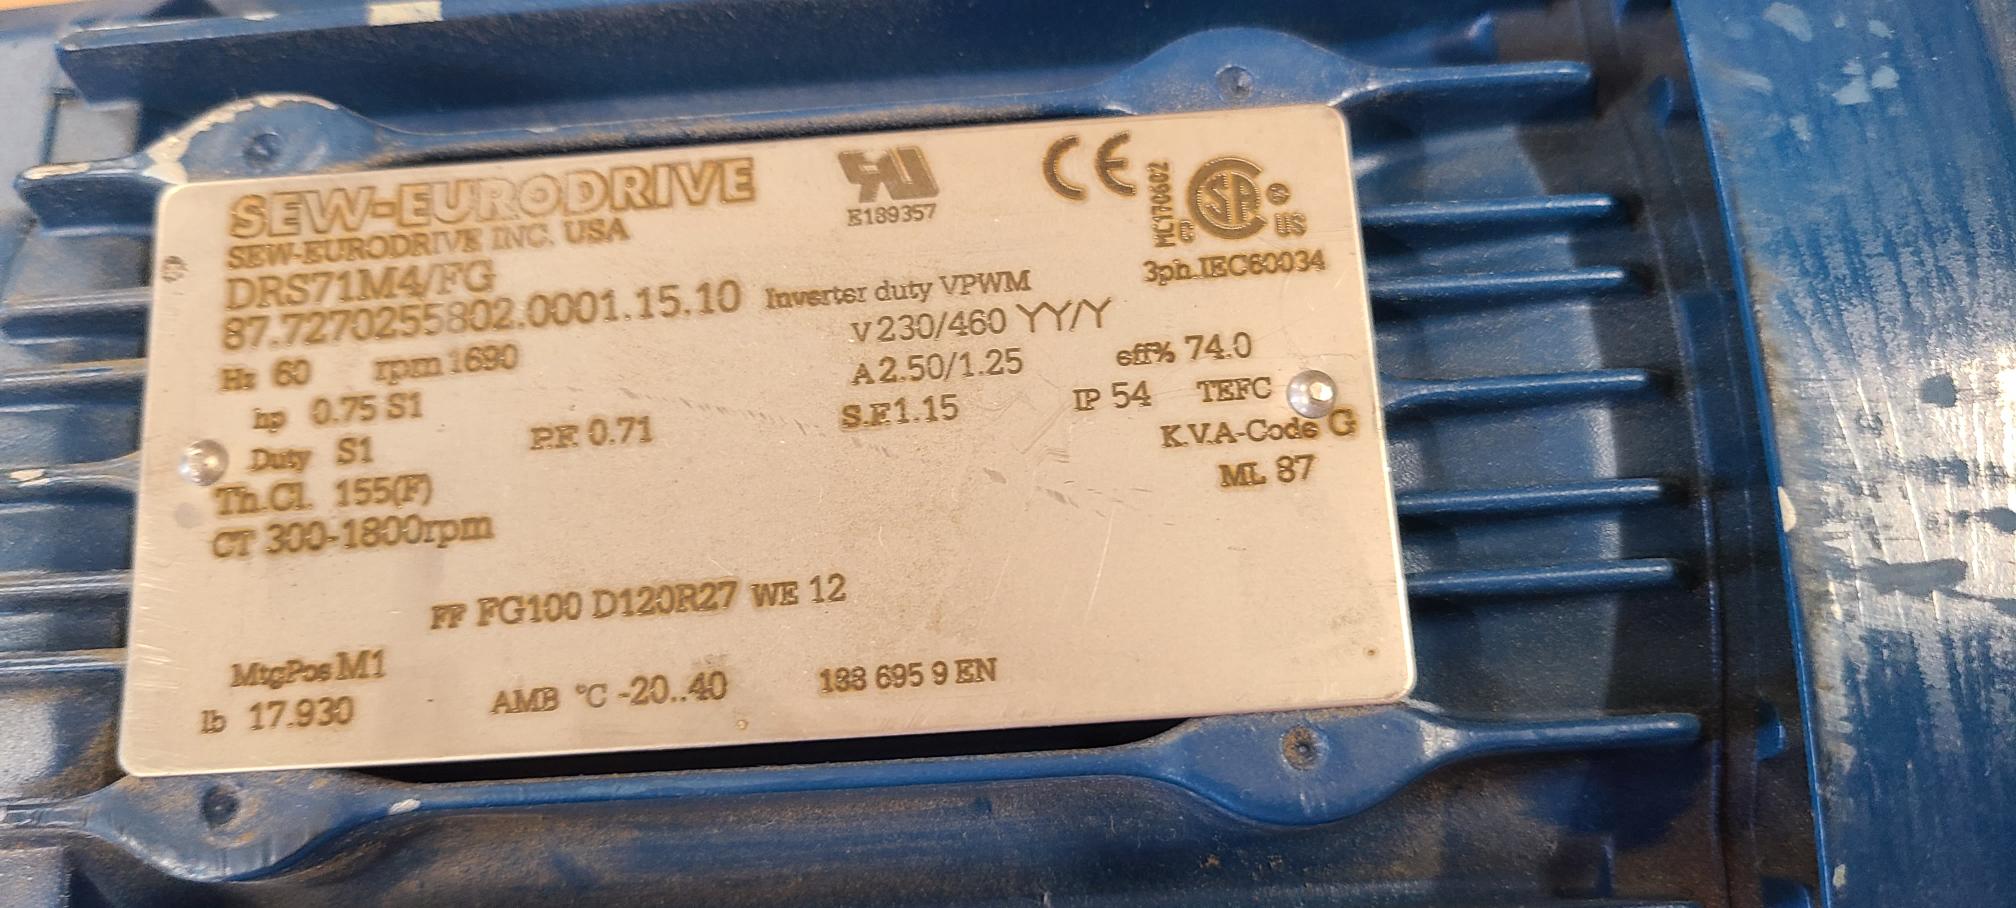 SEW-EURODRIVE
SEW-EURODRIVE INC. USA
E189357
CE
MC170602
CSA
C US
3ph.IEC60034
DRS71M4/FG
87.7270255802.0001.15.10 Inverter duty VPWM
Hz 60 rpm 1690 V 230/460 YY/Y
hp 0.75 S1 A 2.50/1.25 eff% 74.0
Duty S1 P.F. 0.71 S.F. 1.15 IP 54 TEFC
Th.Cl. 155(F) K.V.A-Code G
CT 300-1800rpm ML 87
FF FG100 D120R27 WE 12
MtgPos M1
lb 17.930 AMB °C -20..40 188 695 9 EN